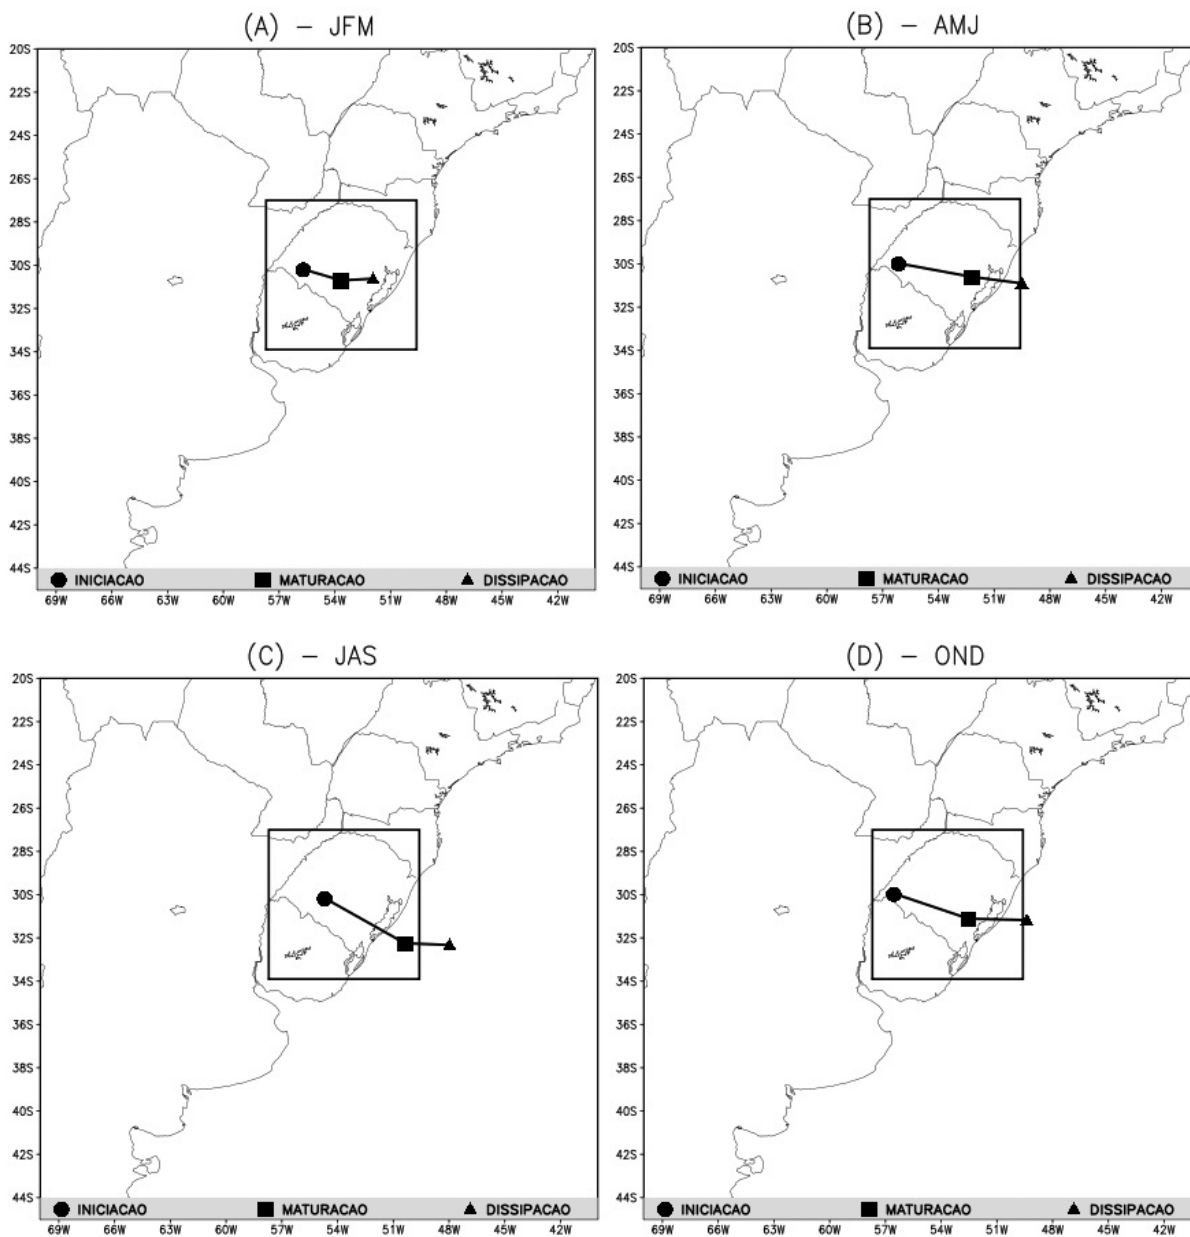 (A) - JFM
20S
22S
24S
26S
28S
30S
32S
34S
36S
38S
40S
42S
44S
INICIACAO MATURACAO DISSIPACAO
69W 66W 63W 60W 57W 54W 51W 48W 45W 42W
(B) - AMJ
20S
22S
24S
26S
28S
30S
32S
34S
36S
38S
40S
42S
44S
INICIACAO MATURACAO DISSIPACAO
69W 66W 63W 60W 57W 54W 51W 48W 45W 42W
(C) - JAS
20S
22S
24S
26S
28S
30S
32S
34S
36S
38S
40S
42S
44S
INICIACAO MATURACAO DISSIPACAO
69W 66W 63W 60W 57W 54W 51W 48W 45W 42W
(D) - OND
20S
22S
24S
26S
28S
30S
32S
34S
36S
38S
40S
42S
44S
INICIACAO MATURACAO DISSIPACAO
69W 66W 63W 60W 57W 54W 51W 48W 45W 42W